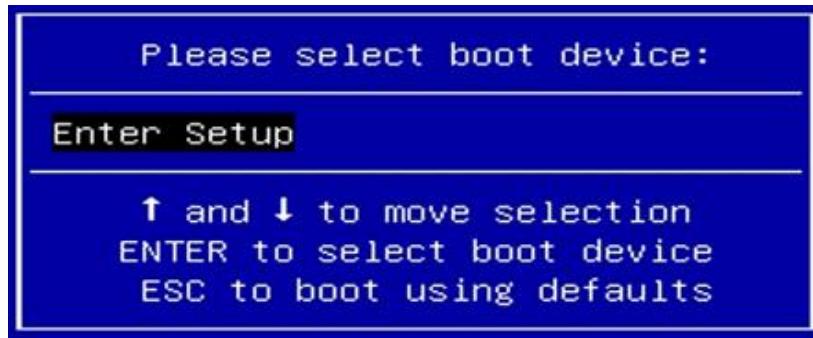 Please select boot device:
Enter Setup
↑ and ↓ to move selection
ENTER to select boot device
ESC to boot using defaults